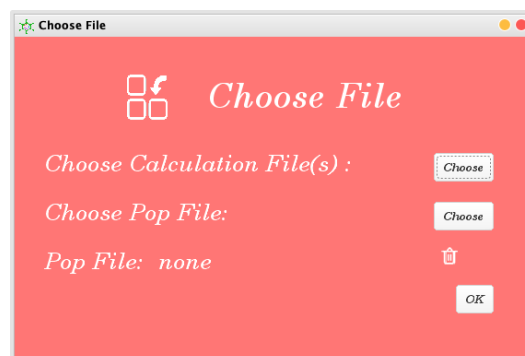 Choose File
Choose File
Choose Calculation File(s) :
Choose
Choose Pop File:
Choose
Pop File: none
OK